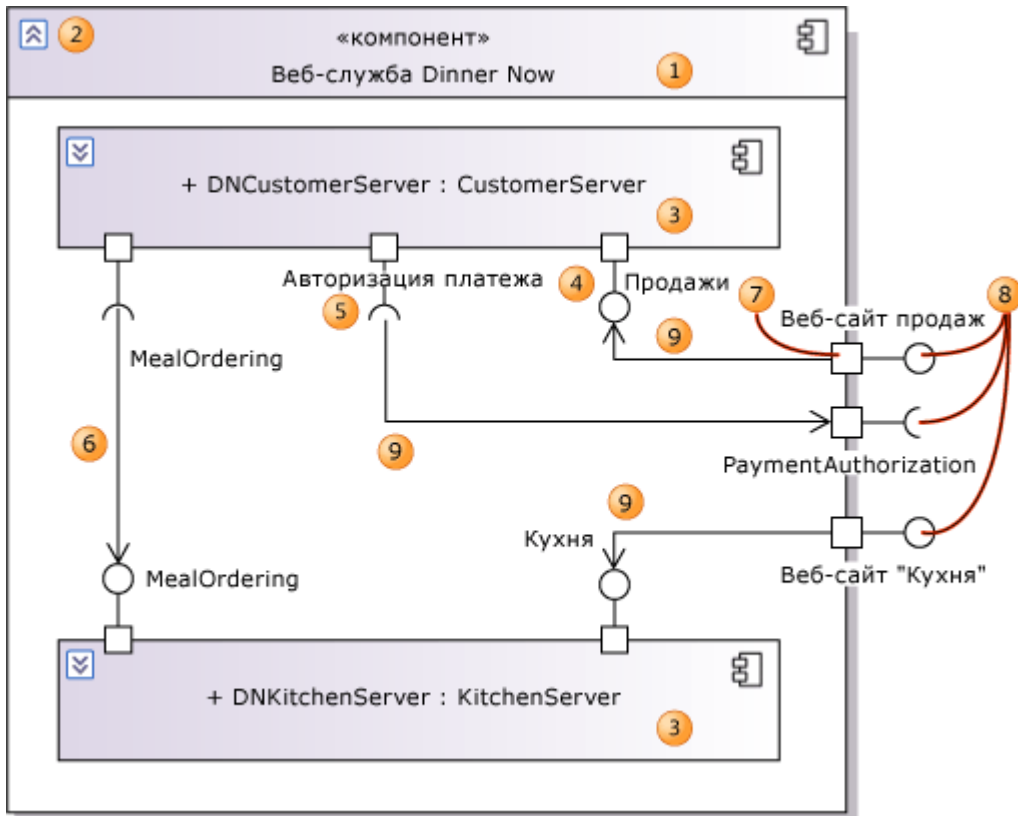 2
«компонент»
Веб-служба Dinner Now
1
+ DNCustomerServer : CustomerServer
3
Авторизация платежа
4
Продажи
7
8
5
Веб-сайт продаж
9
MealOrdering
6
9
PaymentAuthorization
9
Кухня
MealOrdering
Веб-сайт "Кухня"
+ DNKitchenServer : KitchenServer
3